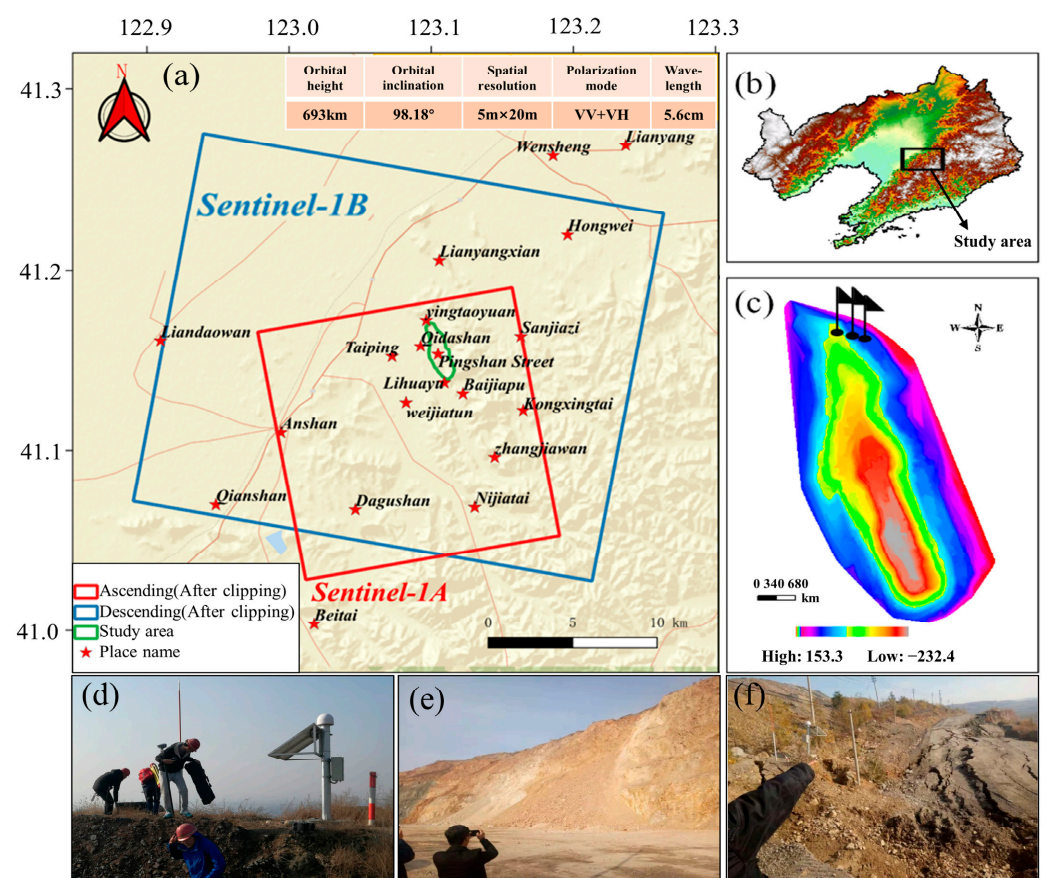 122.9 123.0 123.1 123.2 123.3
41.3
41.2
41.1
41.0
(a)
N
Orbital height Orbital inclination Spatial resolution Polarization mode Wave-length
693km 98.18° 5m×20m VV+VH 5.6cm
Lianyang
Wensheng
Sentinel-1B
Hongwei
Lianyangxian
yingtaoyuan
Liandaowan
Sanjiazi
Qidashan
Taiping
Pingshan Street
Lihuayu
Baijiapu
weijiatun
Kongxingtai
Anshan
zhangjiawan
Qianshan
Dagushan
Nijiatai
Sentinel-1A
Beitai
Ascending(After clipping)
Descending(After clipping)
Study area
Place name
0 5 10 km
(b)
Study area
(c)
N
W E
S
0 340 680
km
High: 153.3 Low: −232.4
(d)
(e)
(f)